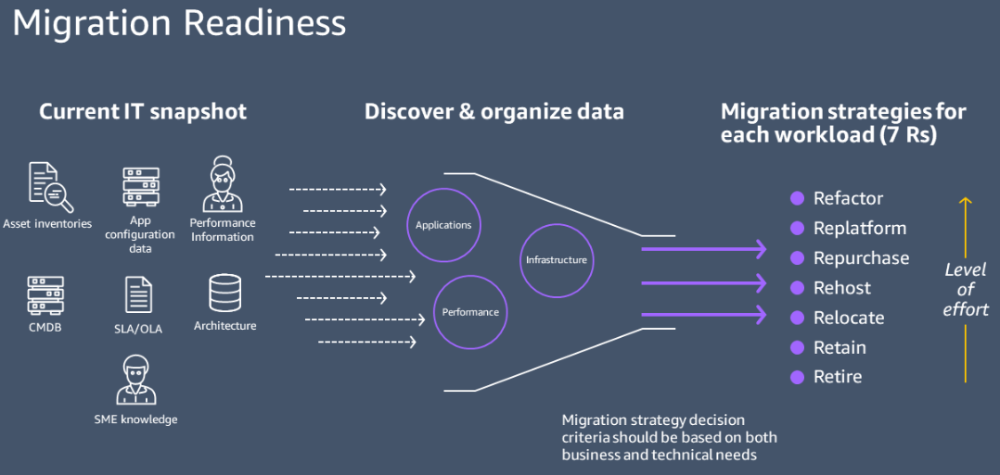 Migration Readiness
Current IT snapshot
Asset inventories
App
configuration
data
Performance
Information
CMDB
SLA/OLA
Architecture
SME knowledge
Discover & organize data
Applications
Infrastructure
Performance
Migration strategy decision
criteria should be based on both
business and technical needs
Migration strategies for
each workload (7 Rs)
Refactor
Replatform
Repurchase
Rehost
Relocate
Retain
Retire
Level
of
effort